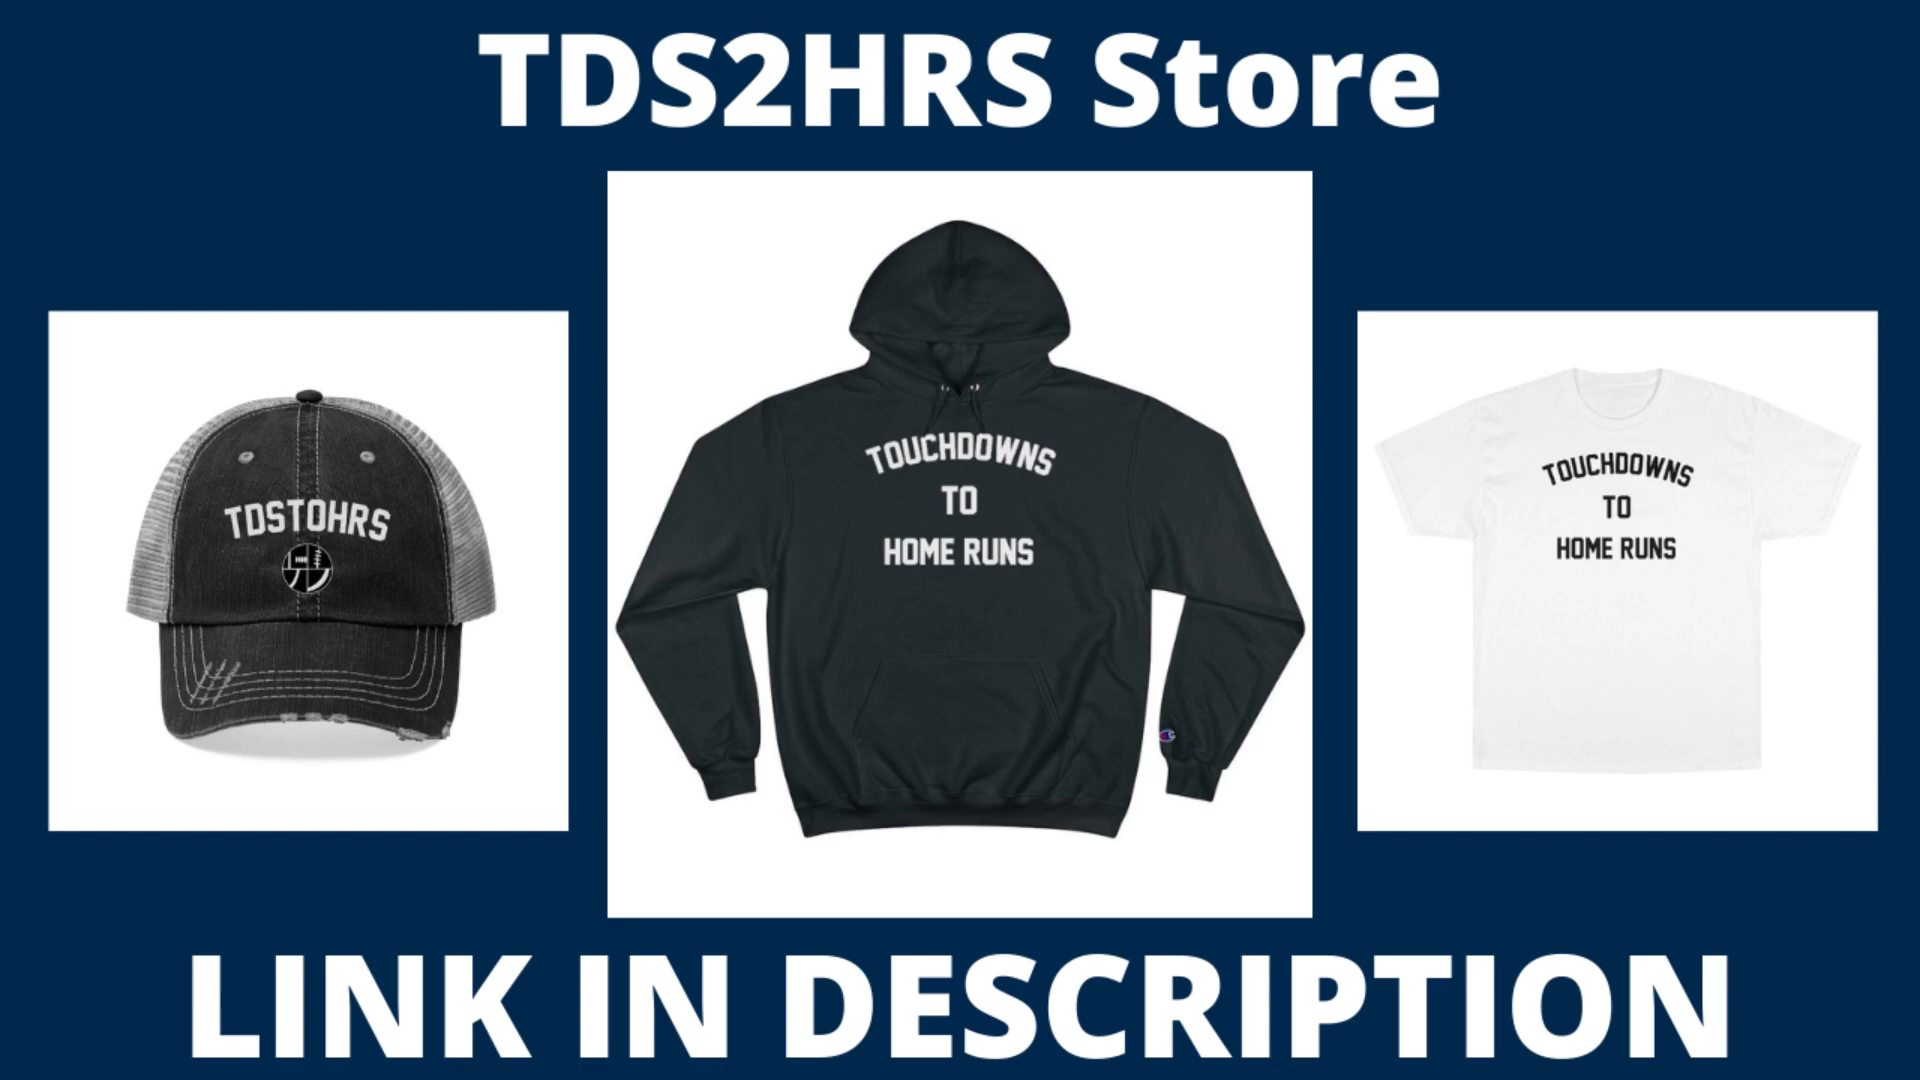 TDS2HRS Store
TDSTOHRS
TOUCHDOWNS
TO
HOME RUNS
TOUCHDOWNS
TO
HOME RUNS
LINK IN DESCRIPTION